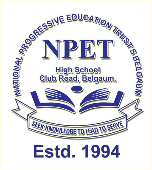 NATIONAL PROGRESSIVE EDUCATION TRUST'S BELGAUM
NPET
High School
Club Road, Belgaum.
SEEK KNOWLEDGE TO LEAD TO SERVE
Estd. 1994